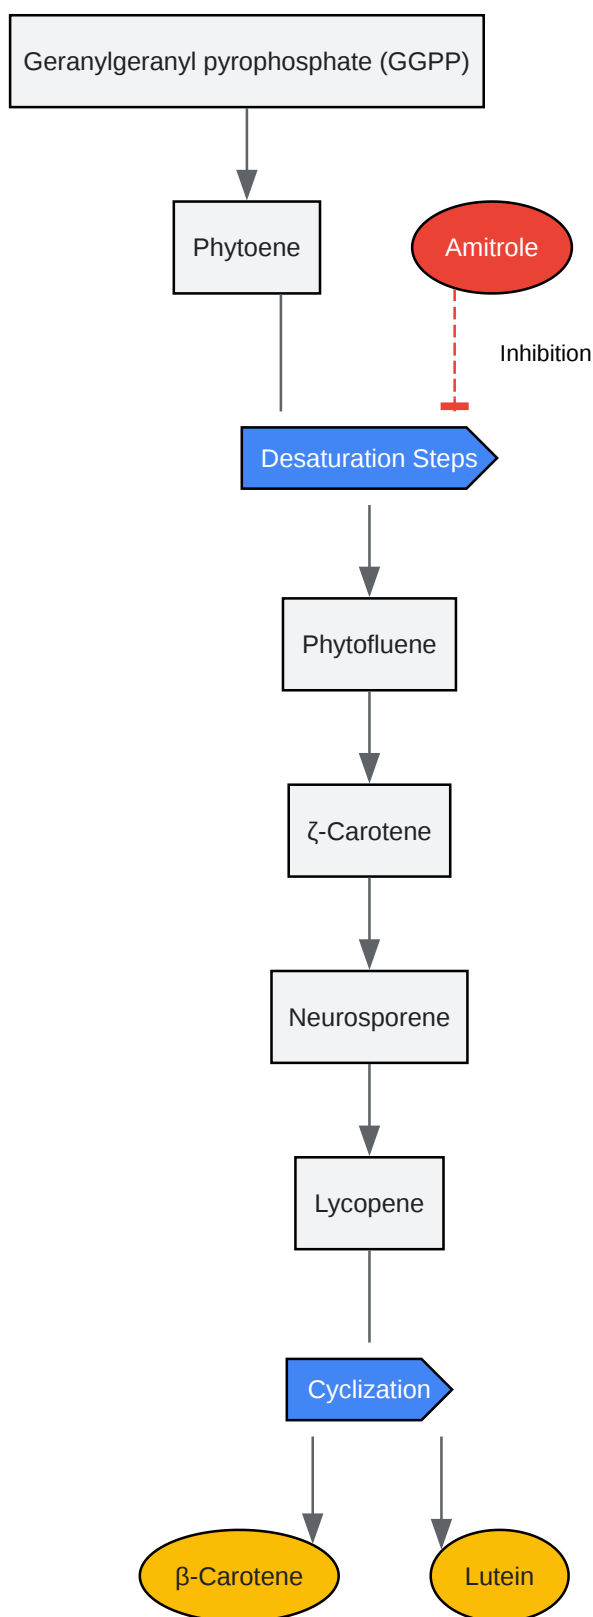 Geranylgeranyl pyrophosphate (GGPP)
Phytoene
Amitrole
Inhibition
Desaturation Steps
Phytofluene
ζ-Carotene
Neurosporene
Lycopene
Cyclization
β-Carotene
Lutein